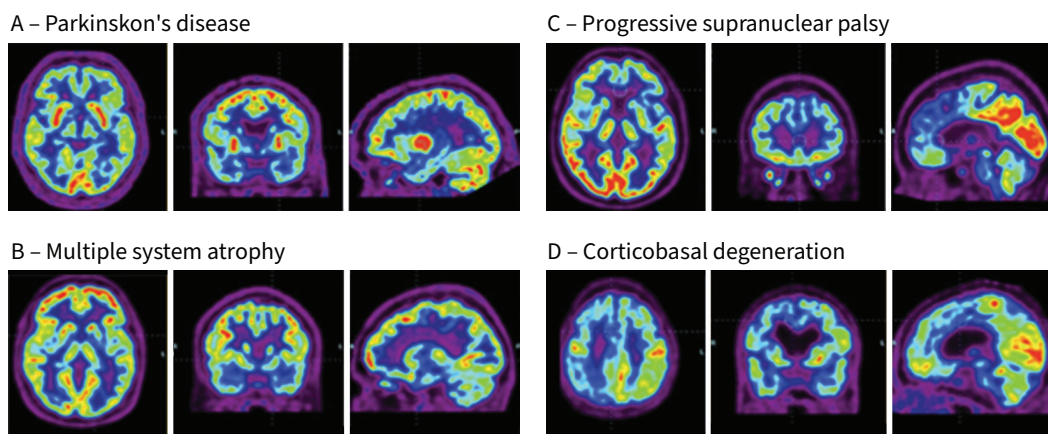 A – Parkinskon's disease
C – Progressive supranuclear palsy
B – Multiple system atrophy
D – Corticobasal degeneration